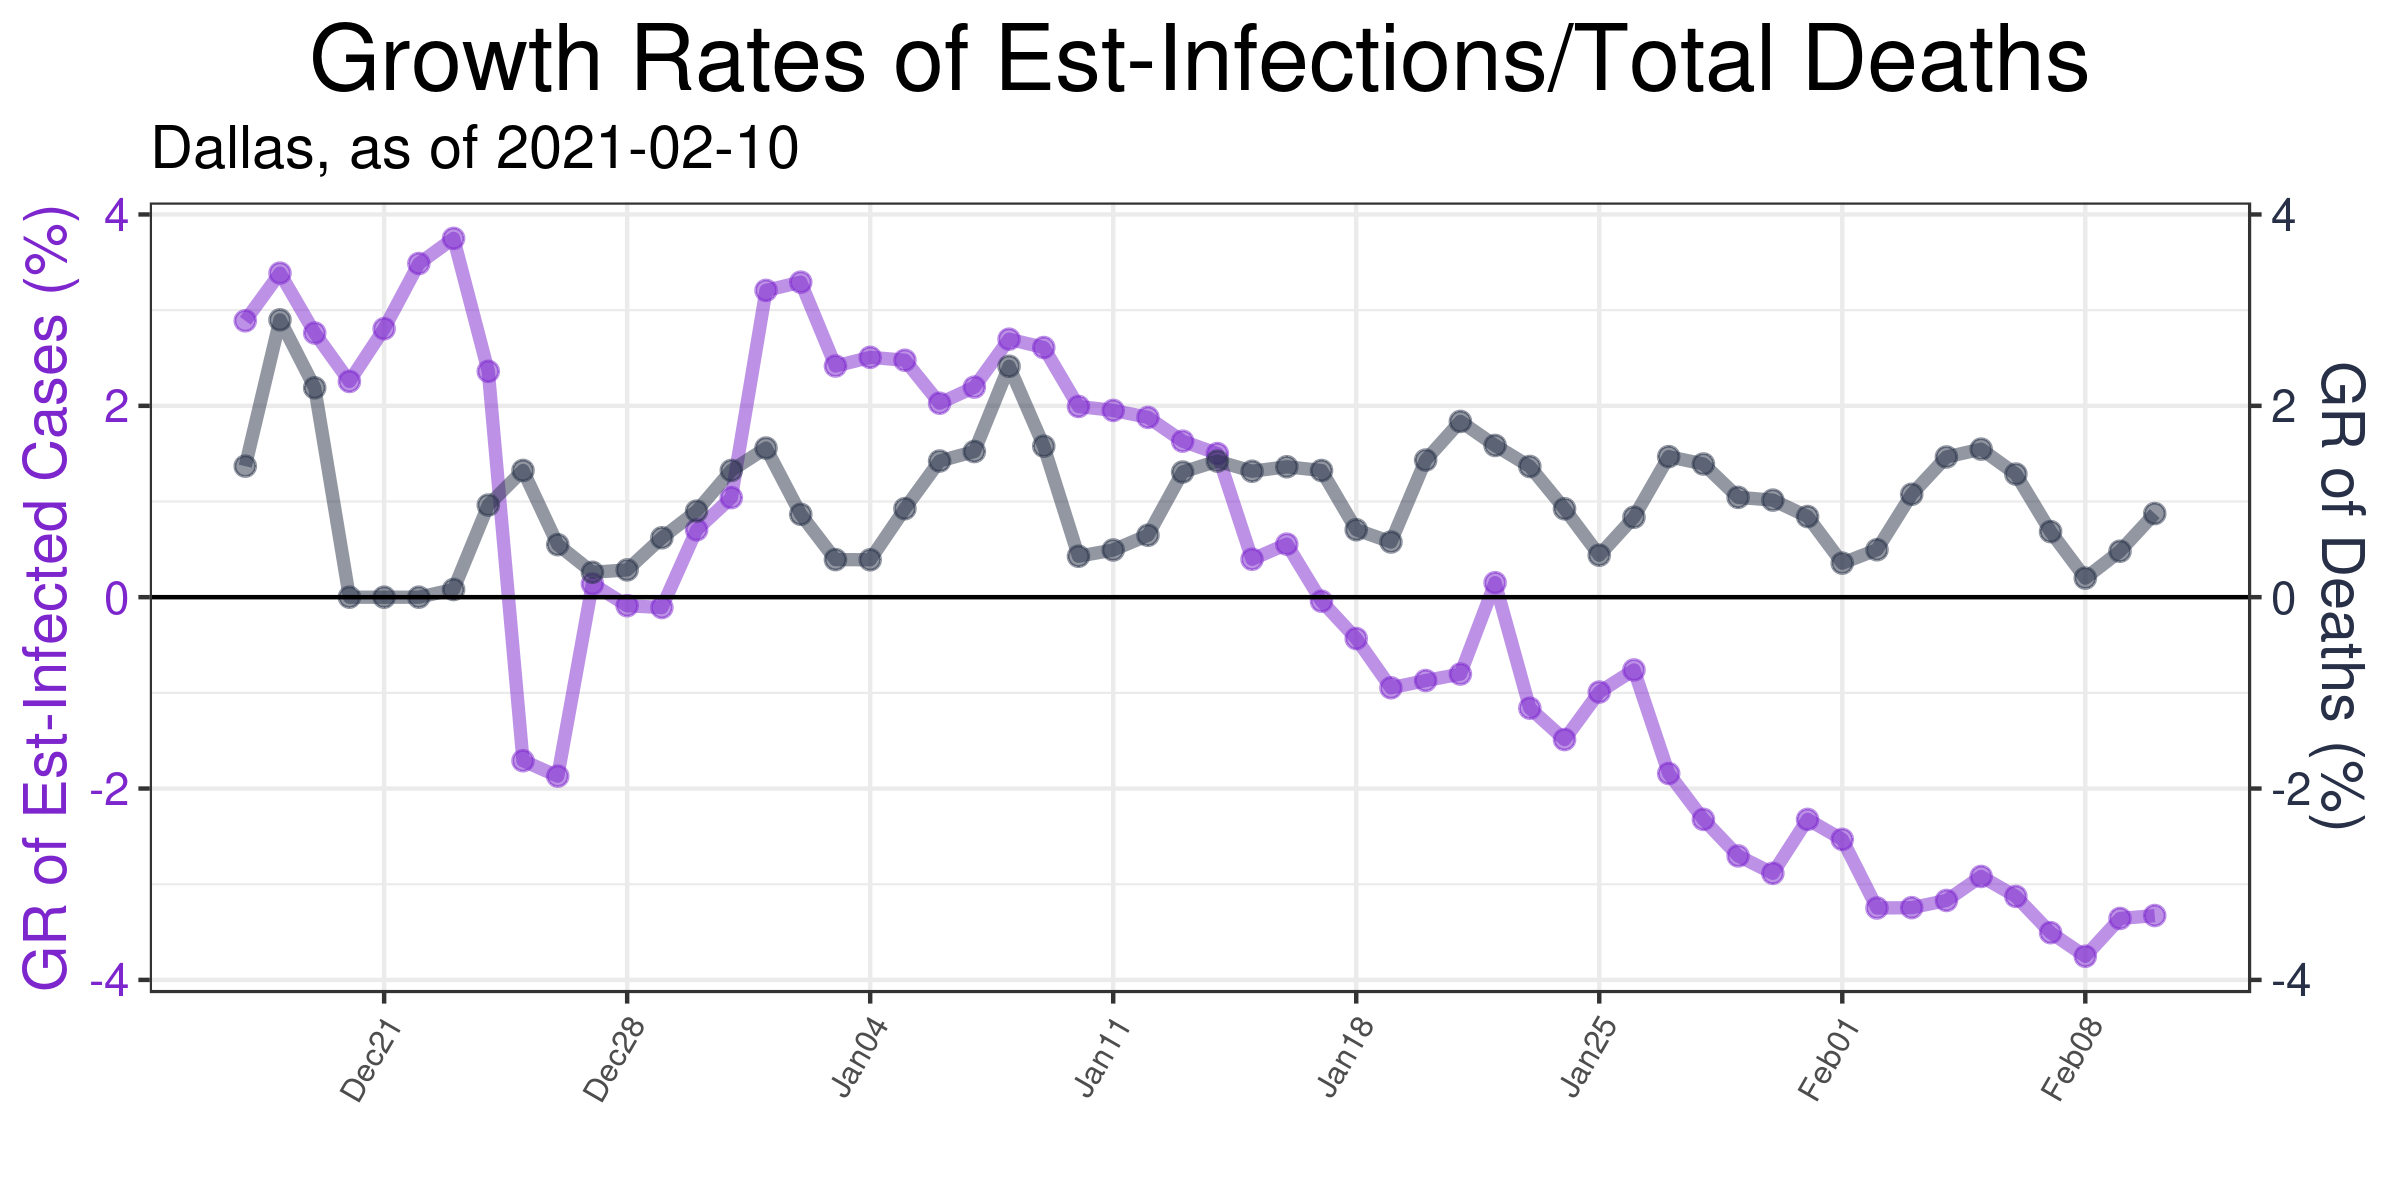 Growth Rates of Est-Infections/Total Deaths
Dallas, as of 2021-02-10
GR of Est-Infected Cases (%)
4
2
0
-2
-4
4
2
0
-2
-4
GR of Deaths (%)
Dec21
Dec28
Jan04
Jan11
Jan18
Jan25
Feb01
Feb08